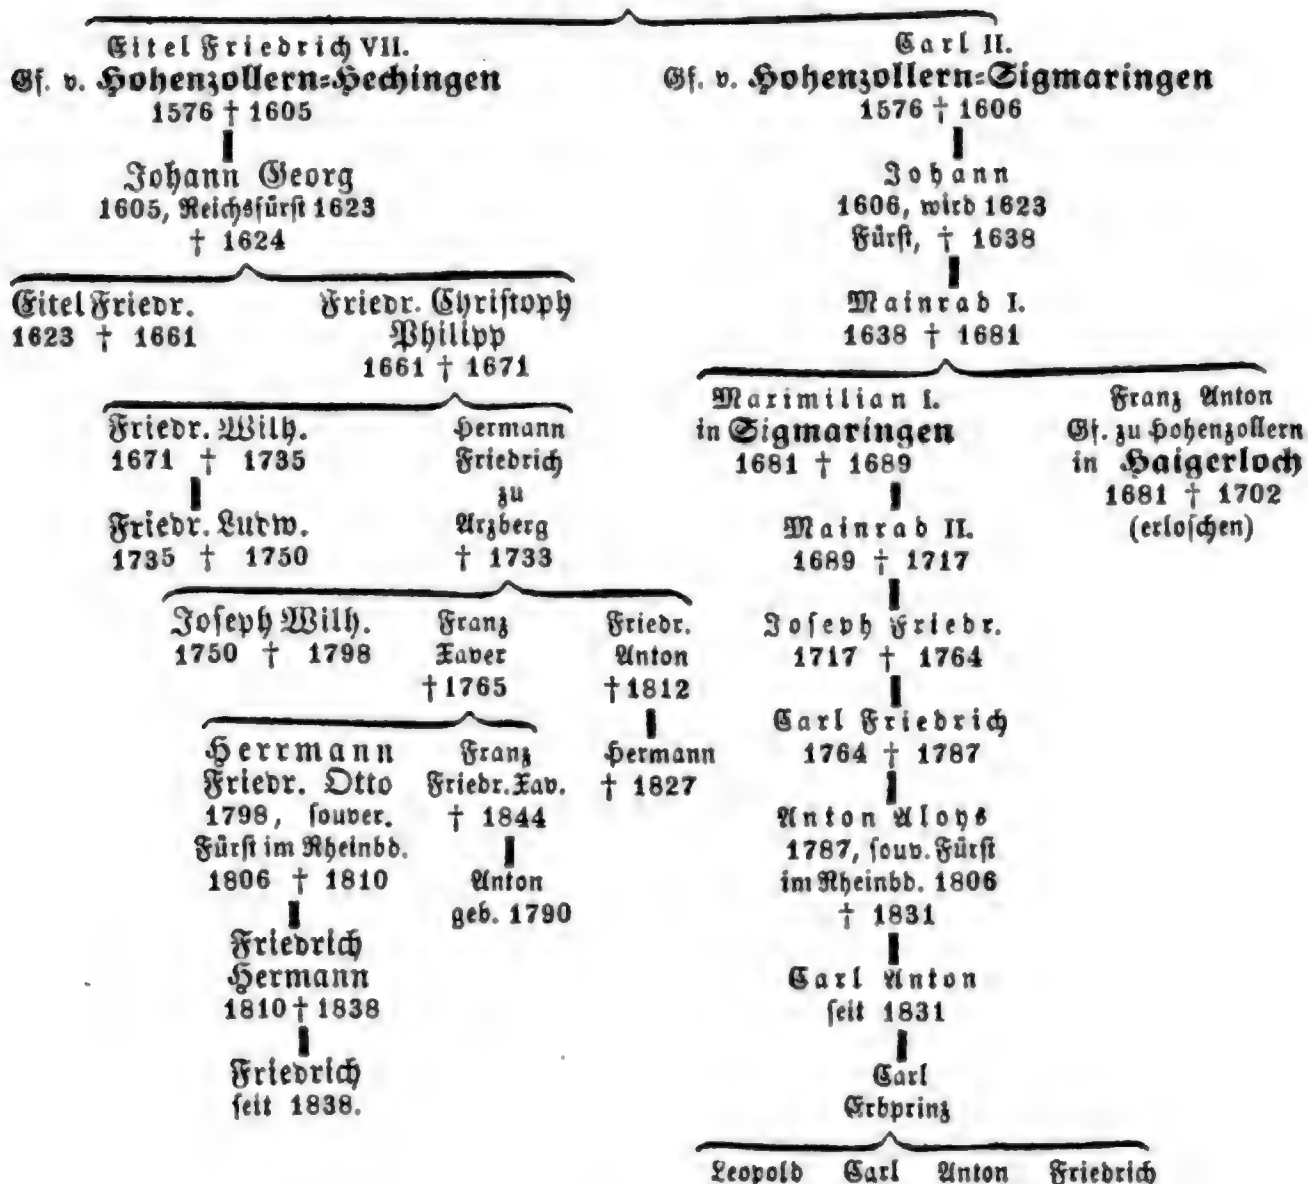 Eitel Friedrich VII.
Gf. v. Hohenzollern=Hechingen
1576 † 1605
Johann Georg
1605, Reichsfürst 1623
† 1624
Eitel Friedr.
1623 † 1661
Friedr. Christoph
Philipp
1661 † 1671
Friedr. Wilh.
1671 † 1735
Friedr. Ludw.
1735 † 1750
Hermann
Friedrich
zu
Arzberg
† 1733
Joseph Wilh.
1750 † 1798
Franz
Xaver
† 1765
Friedr.
Anton
† 1812
Herrmann
Friedr. Otto
1798, souver.
Fürst im Rheinbd.
1806 † 1810
Franz
Friedr. Xav.
† 1844
Hermann
† 1827
Anton
geb. 1790
Friedrich
Hermann
1810 † 1838
Friedrich
seit 1838.
Carl II.
Gf. v. Hohenzollern=Sigmaringen
1576 † 1606
Johann
1606, wird 1623
Fürst, † 1638
Mainrad I.
1638 † 1681
Maximilian I.
in Sigmaringen
1681 † 1689
Franz Anton
Gf. zu Hohenzollern
in Haigerloch
1681 † 1702
(erloschen)
Mainrad II.
1689 † 1717
Joseph Friedr.
1717 † 1764
Carl Friedrich
1764 † 1787
Anton Aloys
1787, souv. Fürst
im Rheinbd. 1806
† 1831
Carl Anton
seit 1831
Carl
Erbprinz
Leopold Carl Anton Friedrich